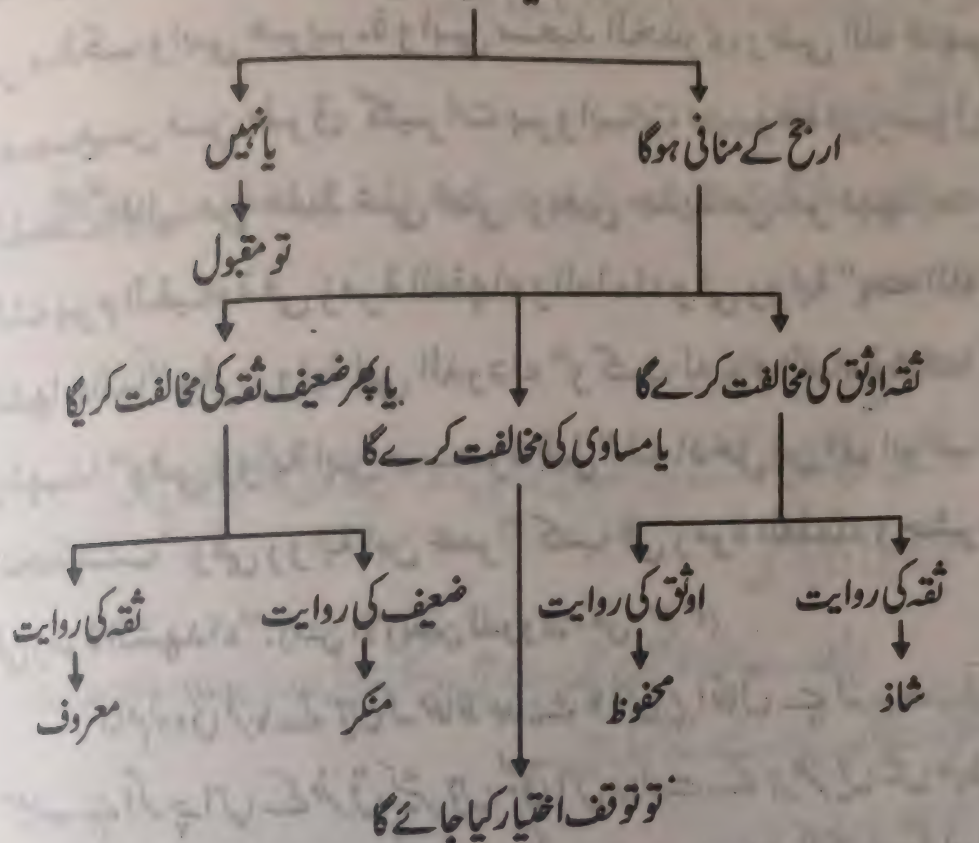 ارجح کے منافی ہوگا
یا نہیں
تو مقبول
ثقہ اوثق کی مخالفت کرے گا
یا مساوی کی مخالفت کرے گا
یا پھر ضعیف ثقہ کی مخالفت کریگا
ثقہ کی روایت
اوثق کی روایت
ضعیف کی روایت
ثقہ کی روایت
شاذ
محفوظ
منکر
معروف
تو توقف اختیار کیا جائے گا